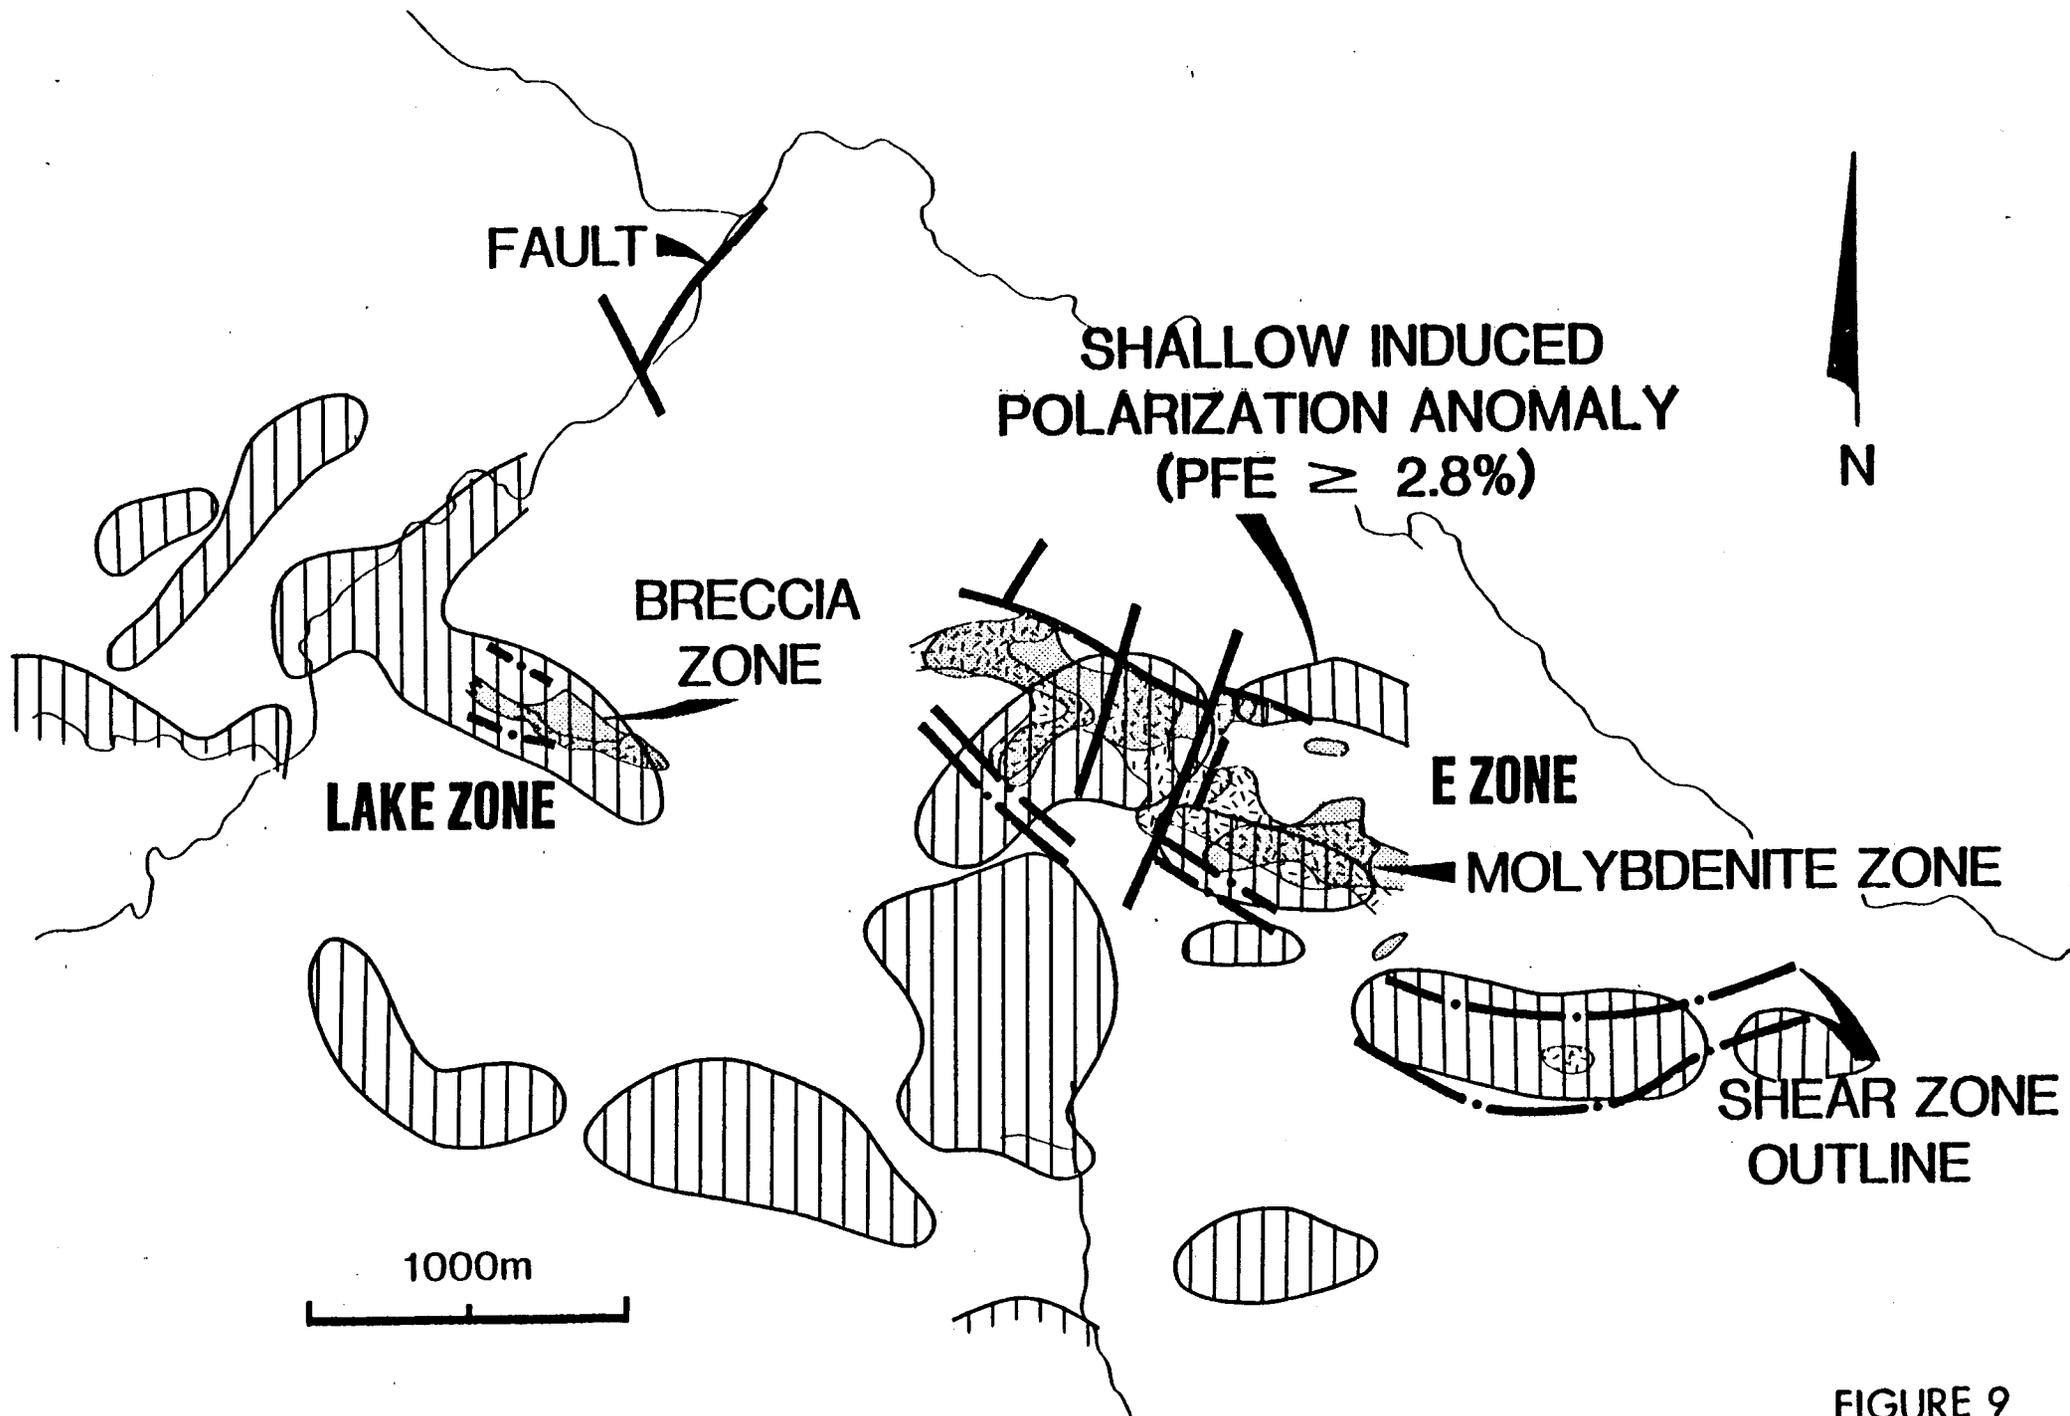 FAULT
SHALLOW INDUCED
POLARIZATION ANOMALY
(PFE ≥ 2.8%)
N
BRECCIA
ZONE
LAKE ZONE
E ZONE
MOLYBDENITE ZONE
SHEAR ZONE
OUTLINE
1000m
FIGURE 9